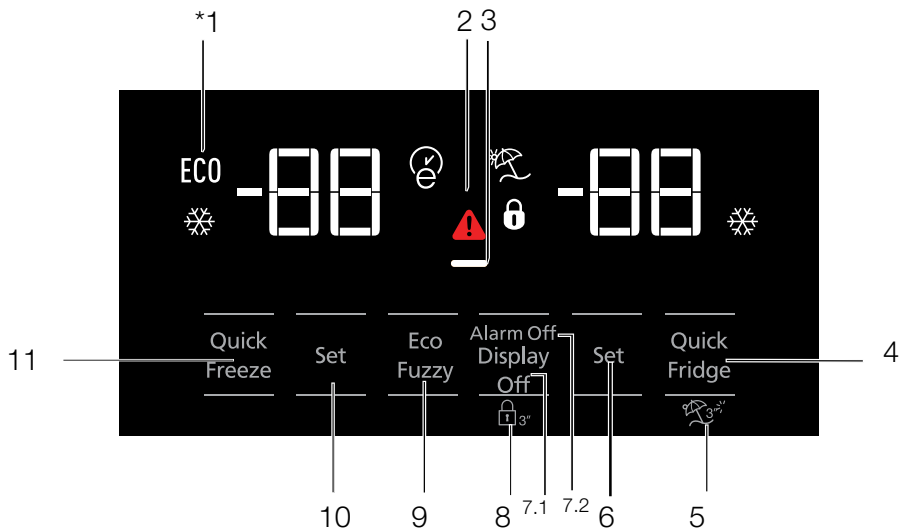 *1
2 3
ECO -88 e -88
Quick Freeze
Set
Eco Fuzzy
Alarm Off
Display
Off
Set
Quick Fridge
3"
3"
11
4
10
9
8
7.1
7.2
6
5